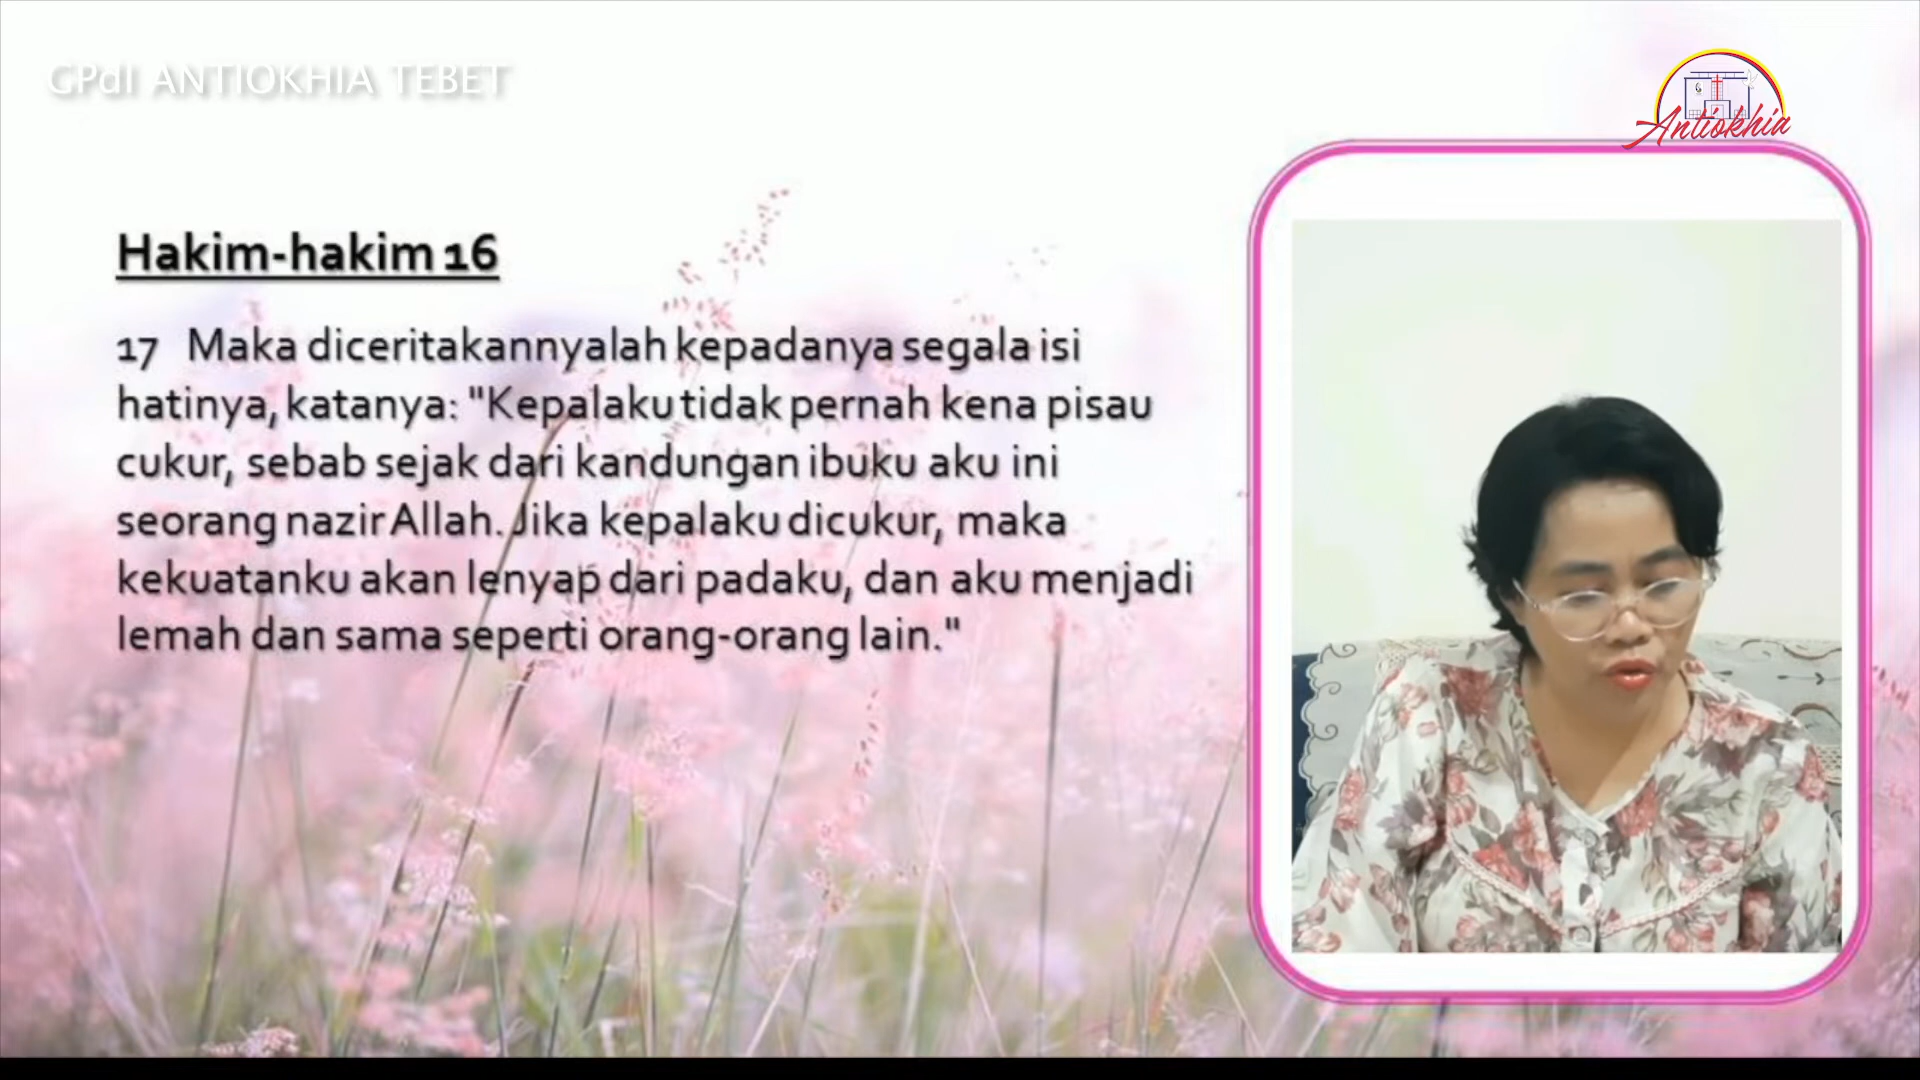 GPdI ANTIOKHIA TEBET
Antiokhia
Hakim-hakim 16
17 Maka diceritakannyalah kepadanya segala isi
hatinya, katanya: "Kepalaku tidak pernah kena pisau
cukur, sebab sejak dari kandungan ibuku aku ini
seorang nazir Allah. Jika kepalaku dicukur, maka
kekuatanku akan lenyap dari padaku, dan aku menjadi
lemah dan sama seperti orang-orang lain."